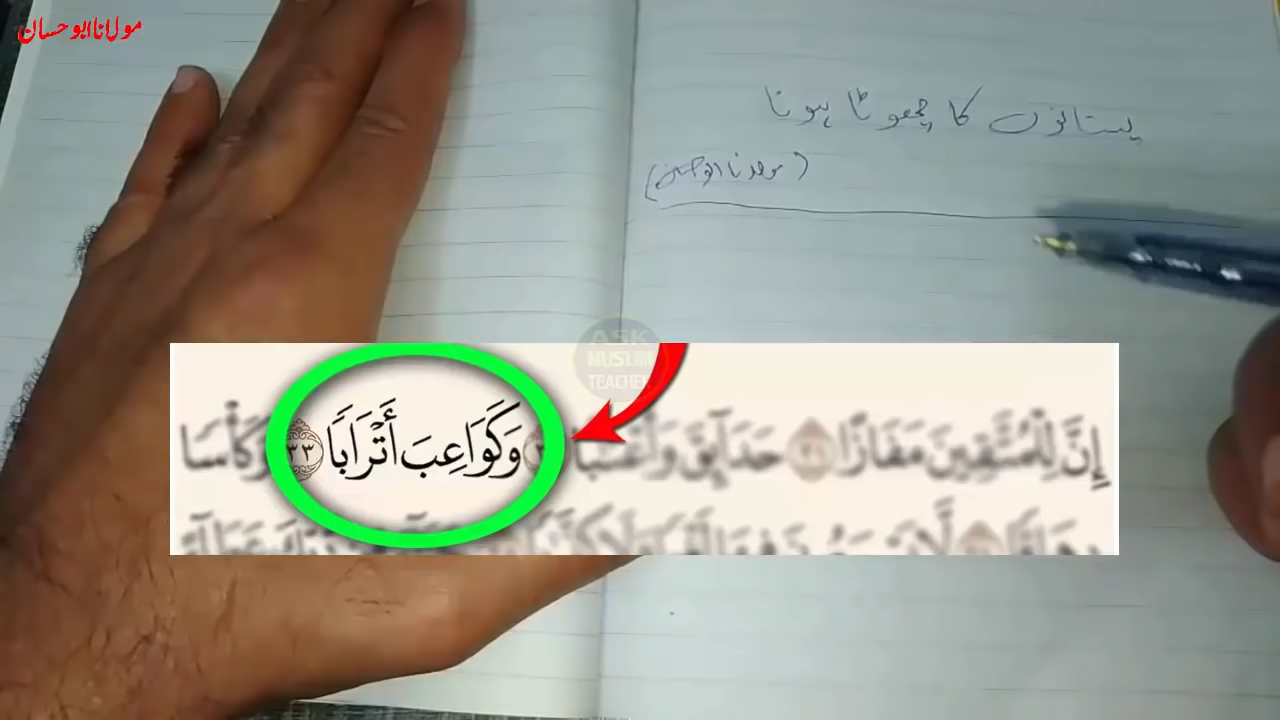 مولانا ابو حسان
پستانوں کا چھوٹا ہونا
(مولانا ابو حسان)
ASK
MUSLIM
TEACHER
إِنَّ لِلْمُتَّقِينَ مَفَازًا ٣١ حَدَآئِقَ وَأَعْنَٰبًا وَكَوَاعِبَ أَتْرَابًا ٣٣ وَكَأْسًا